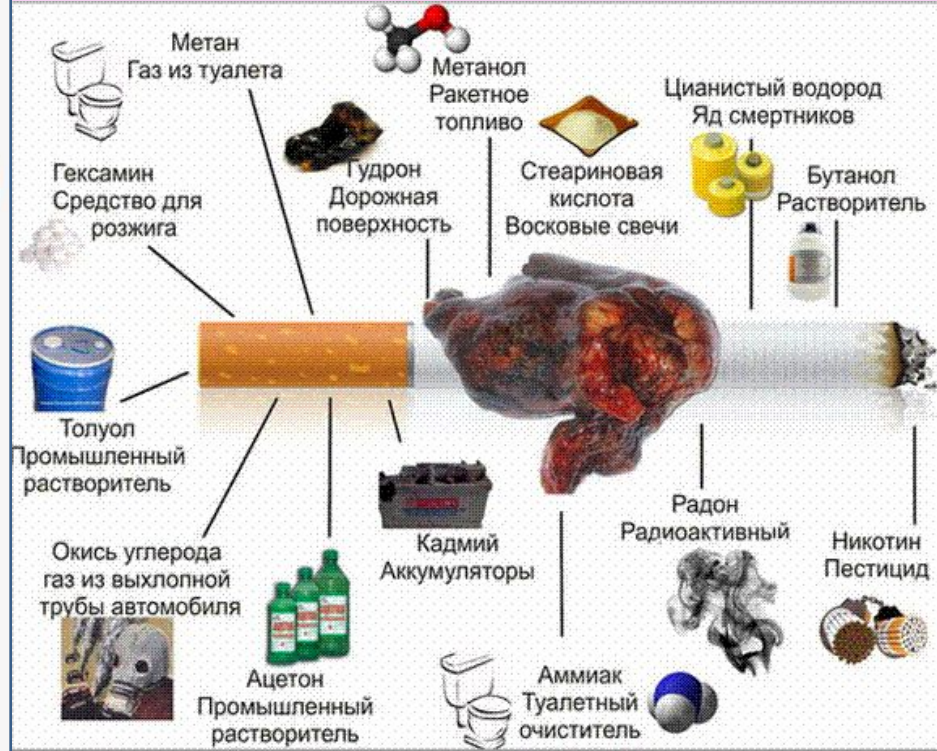 Метан
Газ из туалета
Метанол
Ракетное
топливо
Цианистый водород
Яд смертников
Гексамин
Средство для
розжига
Гудрон
Дорожная
поверхность
Стеариновая
кислота
Восковые свечи
Бутанол
Растворитель
Толуол
Промышленный
растворитель
Окись углерода
газ из выхлопной
трубы автомобиля
Кадмий
Аккумуляторы
Радон
Радиоактивный
Никотин
Пестицид
Ацетон
Промышленный
растворитель
Аммиак
Туалетный
очиститель